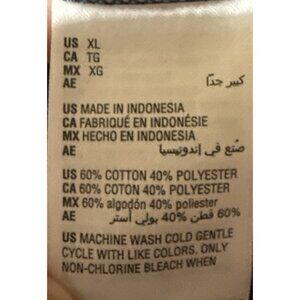 US XL
CA TG
MX XG
AE كبير جدًا
US MADE IN INDONESIA
CA FABRIQUÉ EN INDONÉSIE
MX HECHO EN INDONESIA
AE صُنع في إندونيسيا
US 60% COTTON 40% POLYESTER
CA 60% COTON 40% POLYESTER
MX 60% algodón 40% poliester
AE 60% قطن 40% بولي أستر
US MACHINE WASH COLD GENTLE
CYCLE WITH LIKE COLORS. ONLY
NON-CHLORINE BLEACH WHEN